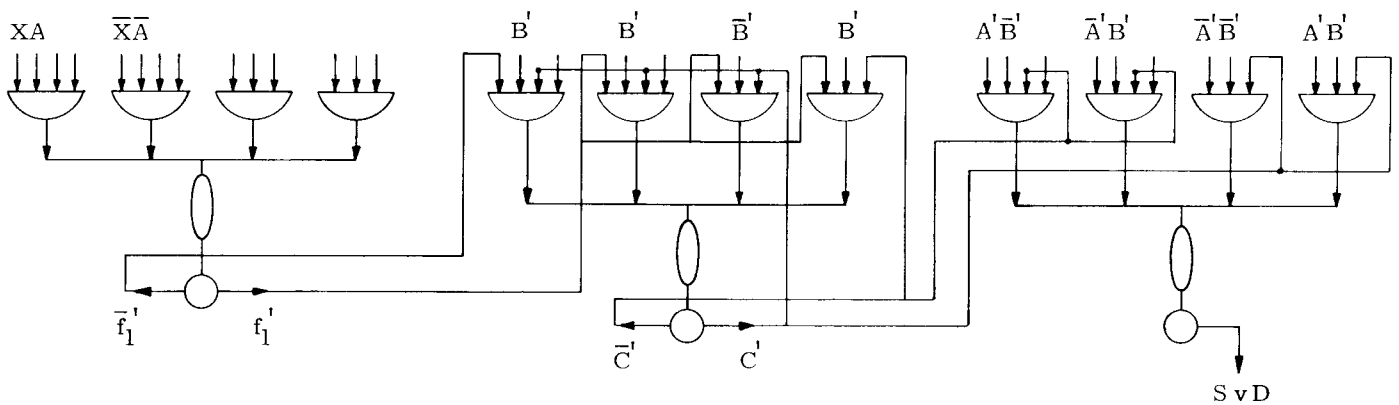 XA X̅A̅ B' B' B̅' B' A'B̅' A̅'B' A̅'B̅' A'B'
f̅₁' f₁' C̅' C'
S v D